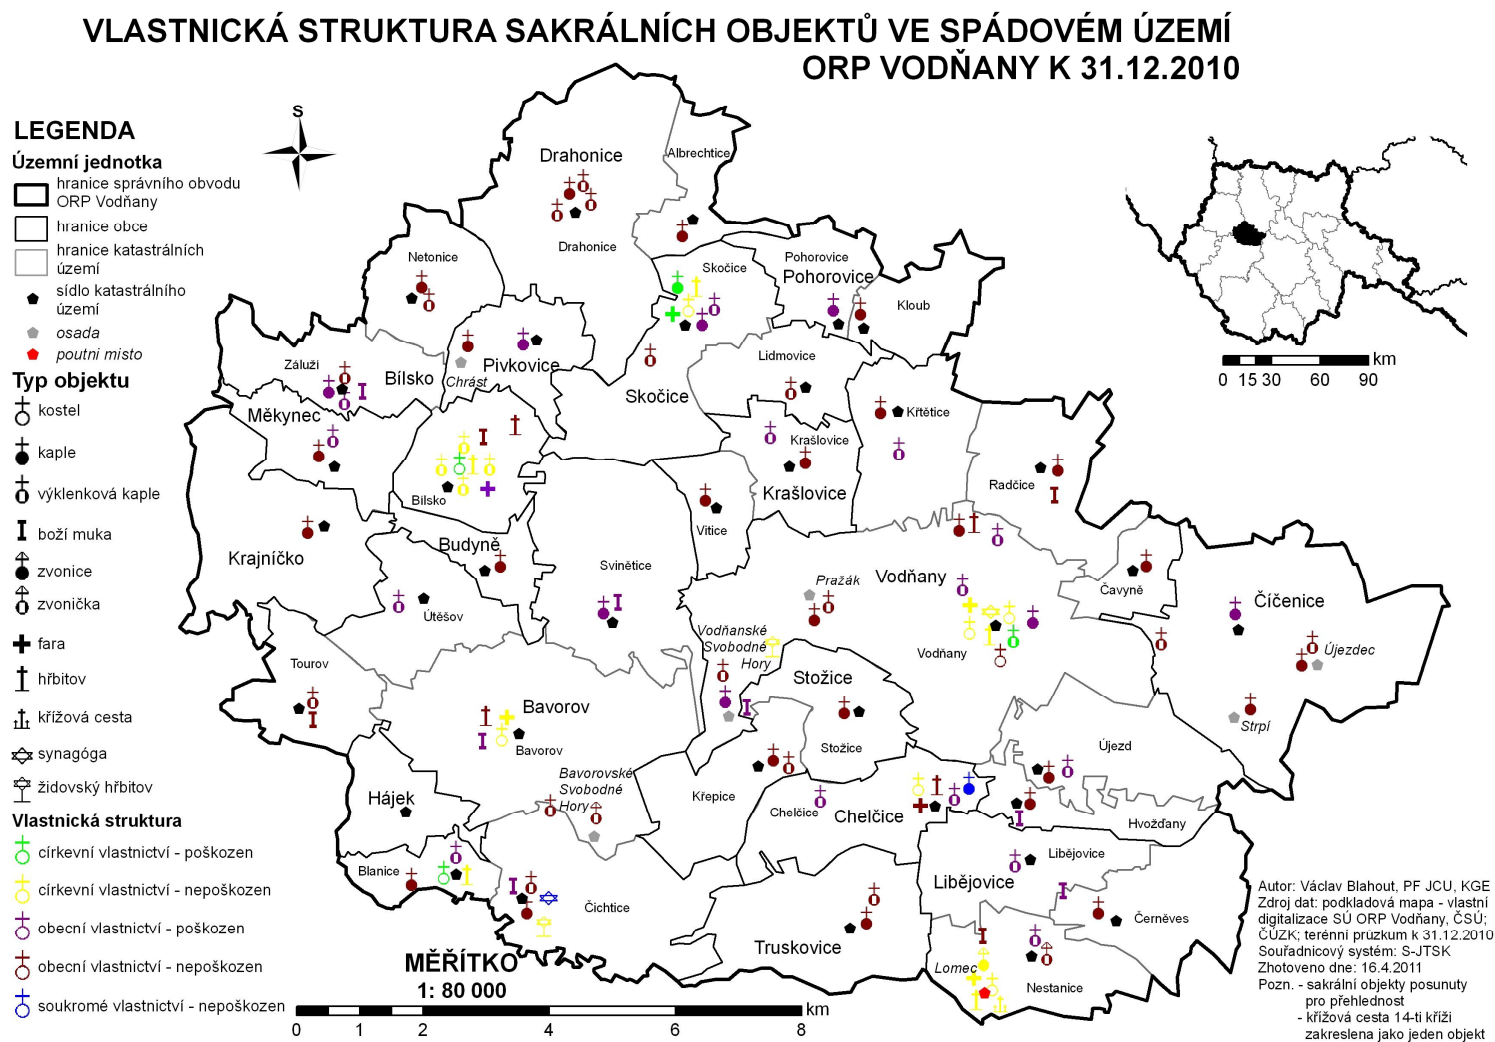 VLASTNICKÁ STRUKTURA SAKRÁLNÍCH OBJEKTŮ VE SPÁDOVÉM ÚZEMÍ
ORP VODŇANY K 31.12.2010
S
LEGENDA
Územní jednotka
hranice správního obvodu
ORP Vodňany
hranice obce
hranice katastrálních
území
sídlo katastrálního
území
osada
poutni misto
Typ objektu
kostel
kaple
výklenková kaple
boží muka
zvonice
zvonička
fara
hřbitov
křížová cesta
synagóga
židovský hřbitov
Vlastnická struktura
církevní vlastnictví - poškozen
církevní vlastnictví - nepoškozen
obecní vlastnictví - poškozen
obecní vlastnictví - nepoškozen
soukromé vlastnictví - nepoškozen
Drahonice
Albrechtice
Drahonice
Netonice
Skočice
Pohorovice
Pohorovice
Kloub
Záluží
Bílsko
Chrást
Pivkovice
Lidmovice
Skočice
Měkynec
Křtětice
Krašlovice
Krašlovice
Radčice
Bílsko
Vitice
Krajníčko
Budyně
Svinětice
Pražák
Vodňany
Čavyně
Číčenice
Útěšov
Vodňanské
Svobodné
Hory
Vodňany
Újezdec
Tourov
Stožice
Bavorov
Bavorov
Stožice
Strpí
Újezd
Bavorovské
Svobodné
Hory
Hájek
Křepice
Chelčice
Chelčice
Hvožďany
Blanice
Libějovice
Libějovice
Čichtice
Černěves
Truskovice
Lomec
Nestanice
km
0 15 30 60 90
MĚŘÍTKO
1: 80 000
km
0 1 2 4 6 8
Autor: Václav Blahout, PF JCU, KGE
Zdroj dat: podkladová mapa - vlastní
digitalizace SÚ ORP Vodňany, ČSÚ;
ČÚZK; terénní průzkum k 31.12.2010
Souřadnicový systém: S-JTSK
Zhotoveno dne: 16.4.2011
Pozn. - sakrální objekty posunuty
pro přehlednost
- křížová cesta 14-ti kříži
zakreslena jako jeden objekt